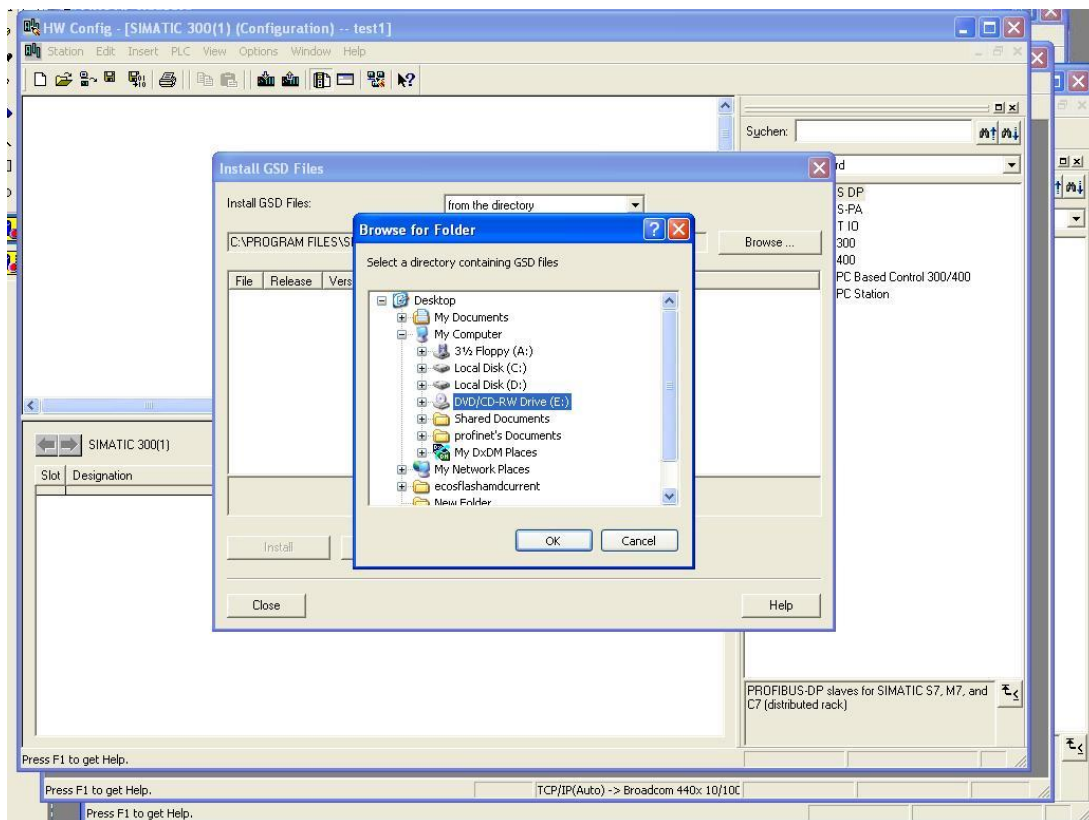 HW Config - [SIMATIC 300(1) (Configuration) -- test1]
Station Edit Insert PLC View Options Window Help
Suchen:
Install GSD Files
Install GSD Files:
from the directory
C:\PROGRAM FILES\SI
Browse ...
File Release Vers
Browse for Folder
Select a directory containing GSD files
Desktop
My Documents
My Computer
3½ Floppy (A:)
Local Disk (C:)
Local Disk (D:)
DVD/CD-RW Drive (E:)
Shared Documents
profinet's Documents
My DxDM Places
My Network Places
ecosflashamdcurrent
New Folder
OK Cancel
Install
Close
Help
rd
S DP
S-PA
T IO
300
400
PC Based Control 300/400
PC Station
SIMATIC 300(1)
Slot Designation
PROFIBUS-DP slaves for SIMATIC S7, M7, and
C7 (distributed rack)
Press F1 to get Help.
Press F1 to get Help.
TCP/IP(Auto) -> Broadcom 440x 10/100
Press F1 to get Help.